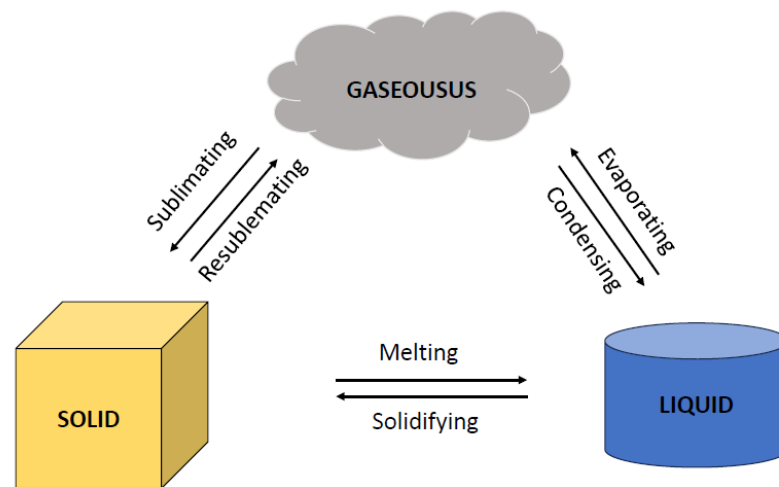 GASEOUSUS
Sublimating
Resublemating
Evaporating
Condensing
Melting
Solidifying
SOLID
LIQUID